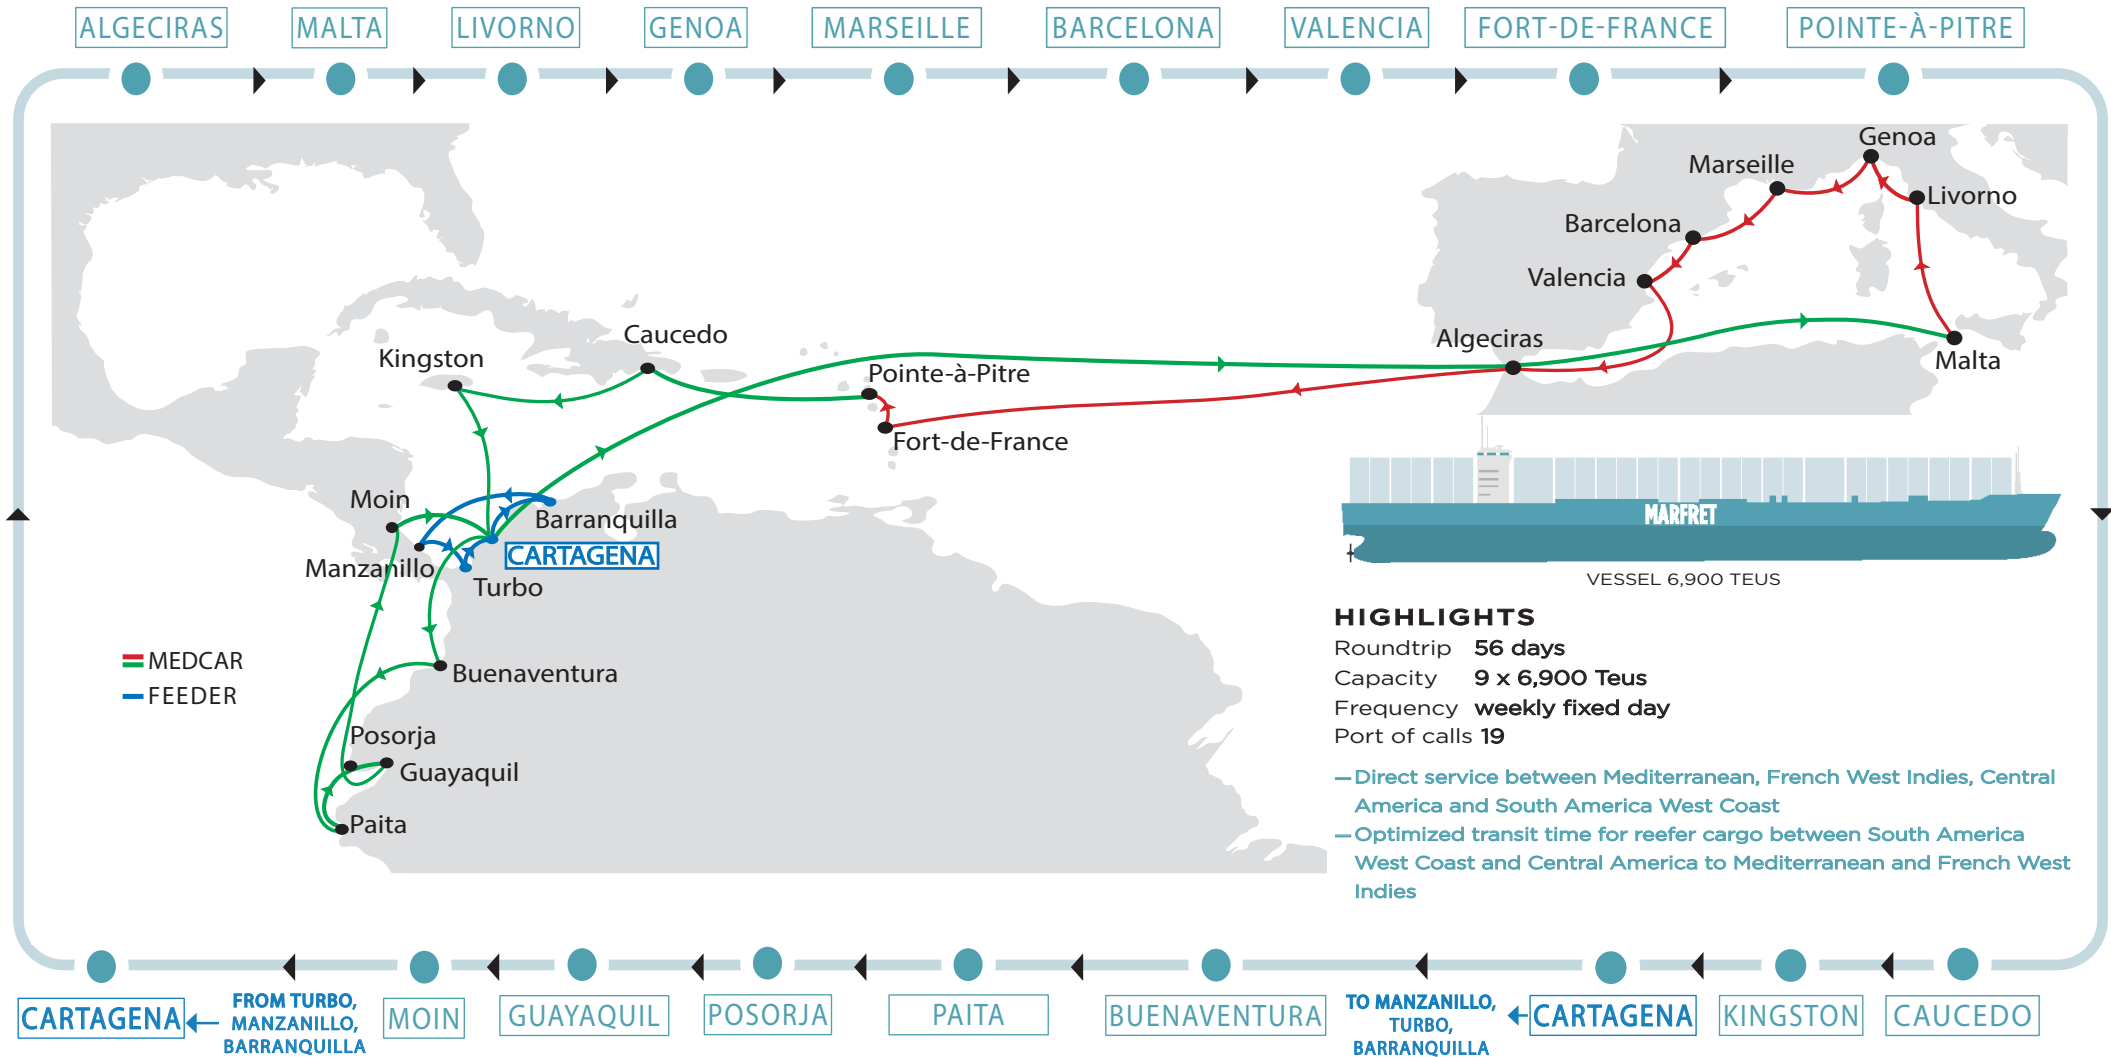 ALGECIRAS
MALTA
LIVORNO
GENOA
MARSEILLE
BARCELONA
VALENCIA
FORT-DE-FRANCE
POINTE-À-PITRE
Genoa
Marseille
Livorno
Barcelona
Valencia
Algeciras
Malta
Caucedo
Kingston
Pointe-à-Pitre
Fort-de-France
Moin
Barranquilla
CARTAGENA
Manzanillo
Turbo
MEDCAR
FEEDER
Buenaventura
Posorja
Guayaquil
Paita
MARFRET
VESSEL 6,900 TEUS
HIGHLIGHTS
Roundtrip 56 days
Capacity 9 x 6,900 Teus
Frequency weekly fixed day
Port of calls 19
—Direct service between Mediterranean, French West Indies, Central
America and South America West Coast
—Optimized transit time for reefer cargo between South America
West Coast and Central America to Mediterranean and French West
Indies
CARTAGENA
FROM TURBO,
MANZANILLO,
BARRANQUILLA
MOIN
GUAYAQUIL
POSORJA
PAITA
BUENAVENTURA
TO MANZANILLO,
TURBO,
BARRANQUILLA
CARTAGENA
KINGSTON
CAUCEDO